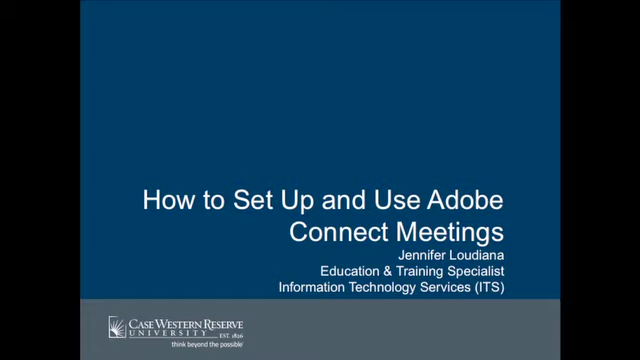 How to Set Up and Use Adobe
Connect Meetings
Jennifer Loudiana
Education & Training Specialist
Information Technology Services (ITS)
CASE WESTERN RESERVE
UNIVERSITY EST. 1826
think beyond the possible®